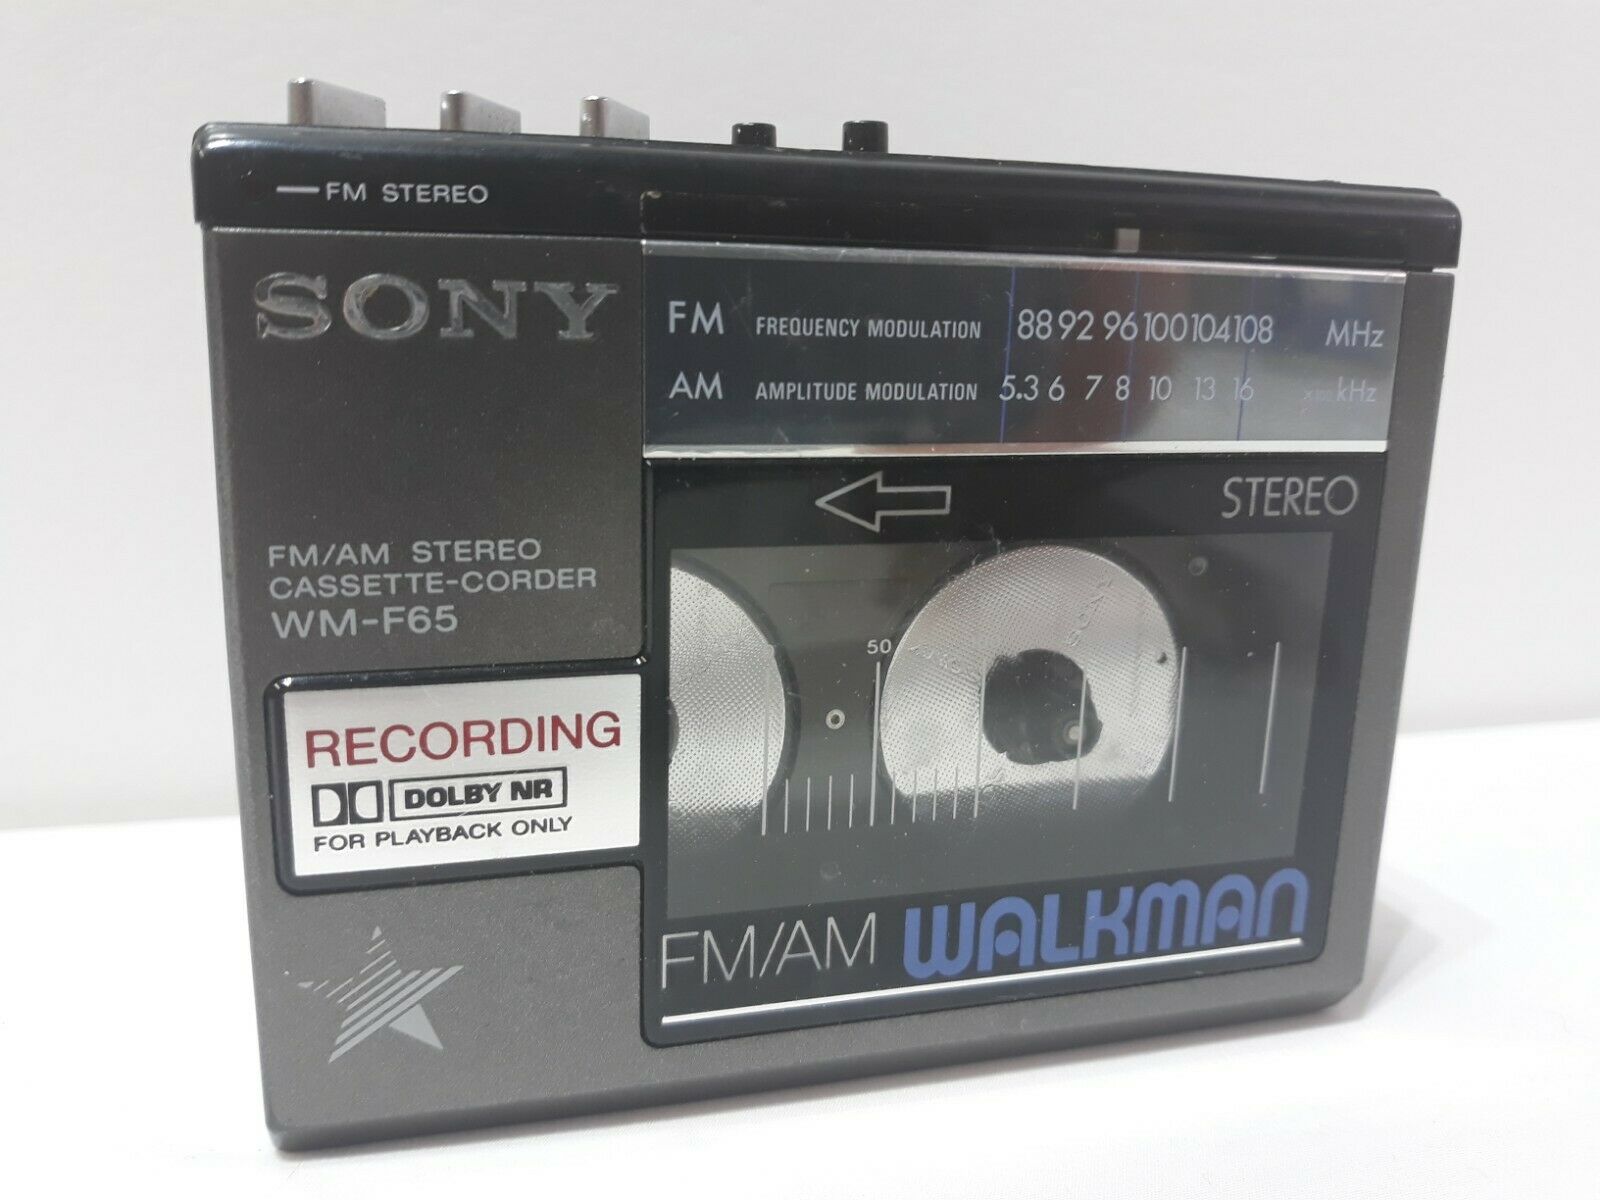 FM STEREO
SONY
FM FREQUENCY MODULATION 88 92 96 100 104 108 MHz
AM AMPLITUDE MODULATION 5.3 6 7 8 10 13 16 kHz
STEREO
FM/AM STEREO
CASSETTE-CORDER
WM-F65
50
RECORDING
DOLBY NR
FOR PLAYBACK ONLY
FM/AM WALKMAN